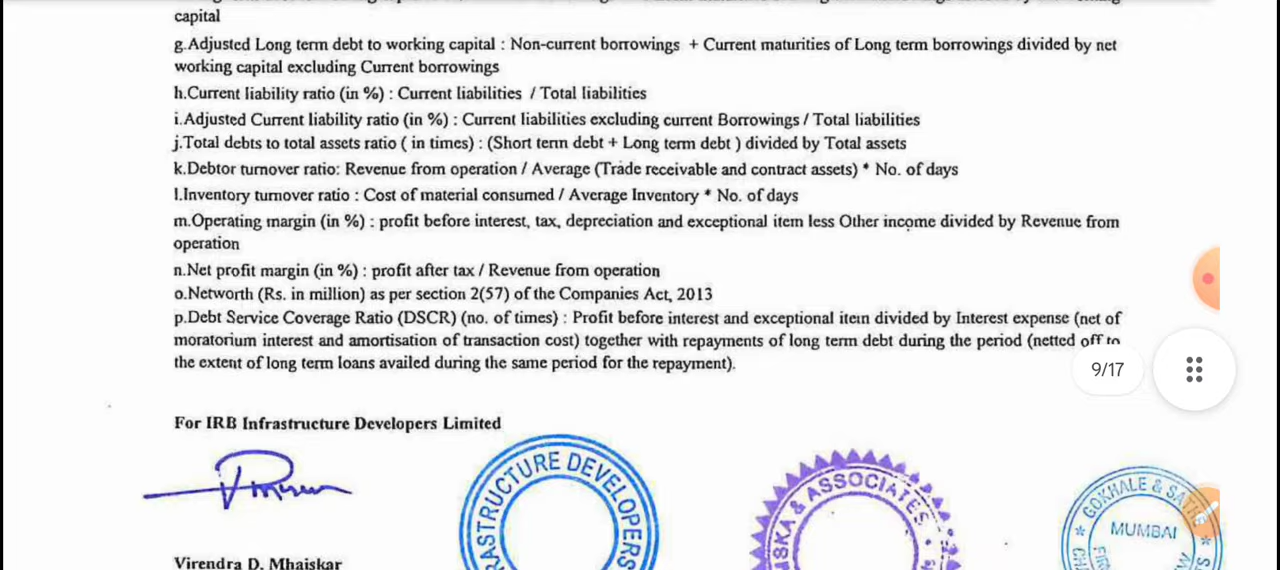 capital
g.Adjusted Long term debt to working capital : Non-current borrowings + Current maturities of Long term borrowings divided by net
working capital excluding Current borrowings
h.Current liability ratio (in %) : Current liabilities / Total liabilities
i.Adjusted Current liability ratio (in %) : Current liabilities excluding current Borrowings / Total liabilities
j.Total debts to total assets ratio ( in times) : (Short term debt + Long term debt ) divided by Total assets
k.Debtor turnover ratio: Revenue from operation / Average (Trade receivable and contract assets) * No. of days
l.Inventory turnover ratio : Cost of material consumed / Average Inventory * No. of days
m.Operating margin (in %) : profit before interest, tax, depreciation and exceptional item less Other income divided by Revenue from
operation
n.Net profit margin (in %) : profit after tax / Revenue from operation
o.Networth (Rs. in million) as per section 2(57) of the Companies Act, 2013
p.Debt Service Coverage Ratio (DSCR) (no. of times) : Profit before interest and exceptional item divided by Interest expense (net of
moratorium interest and amortisation of transaction cost) together with repayments of long term debt during the period (netted off to
the extent of long term loans availed during the same period for the repayment).
9/17
For IRB Infrastructure Developers Limited
DEVELOPERS
& ASSOCIATES
GOKHALE &
MUMBAI
Virendra D. Mhaiskar